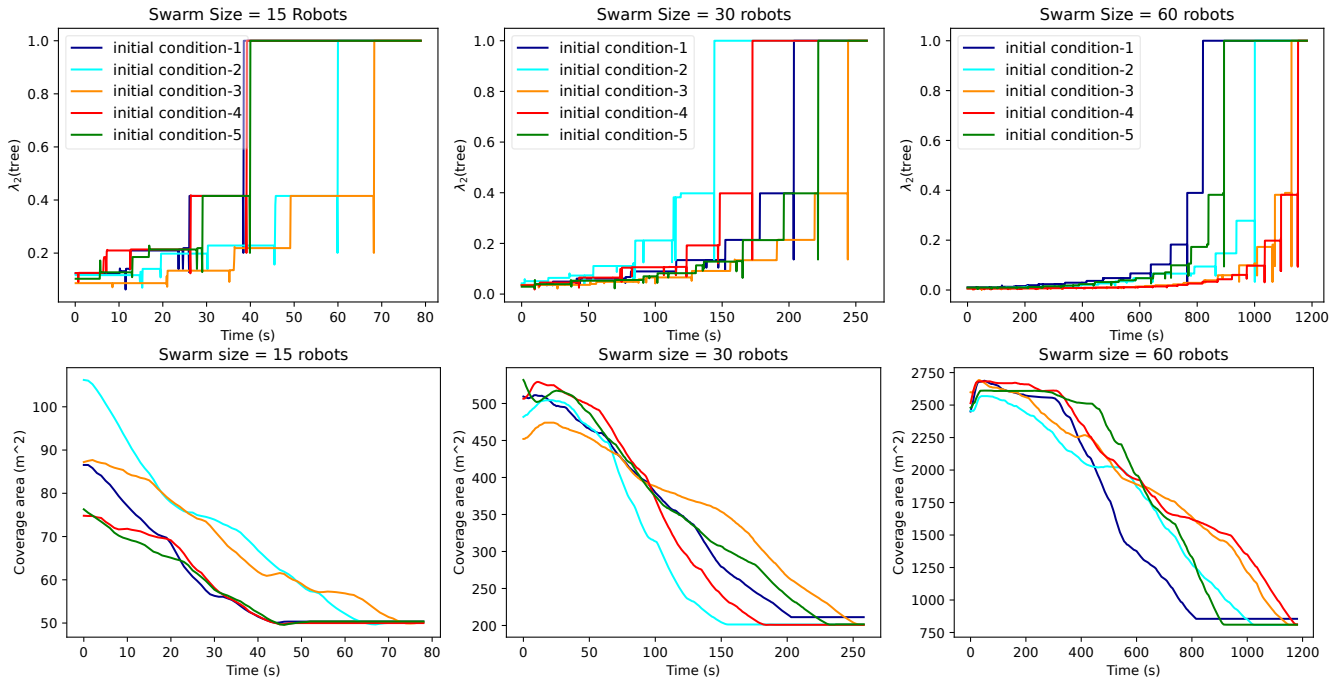 Swarm Size = 15 Robots
1.0
0.8
0.6
0.4
0.2
λ₂(tree)
initial condition-1
initial condition-2
initial condition-3
initial condition-4
initial condition-5
0 10 20 30 40 50 60 70 80
Time (s)
Swarm Size = 30 robots
1.0
0.8
0.6
0.4
0.2
0.0
λ₂(tree)
initial condition-1
initial condition-2
initial condition-3
initial condition-4
initial condition-5
0 50 100 150 200 250
Time (s)
Swarm Size = 60 robots
1.0
0.8
0.6
0.4
0.2
0.0
λ₂(tree)
initial condition-1
initial condition-2
initial condition-3
initial condition-4
initial condition-5
0 200 400 600 800 1000 1200
Time (s)
Swarm size = 15 robots
100
90
80
70
60
50
Coverage area (m^2)
0 10 20 30 40 50 60 70 80
Time (s)
Swarm size = 30 robots
500
450
400
350
300
250
200
Coverage area (m^2)
0 50 100 150 200 250
Time (s)
Swarm size = 60 robots
2750
2500
2250
2000
1750
1500
1250
1000
750
Coverage area (m^2)
0 200 400 600 800 1000 1200
Time (s)